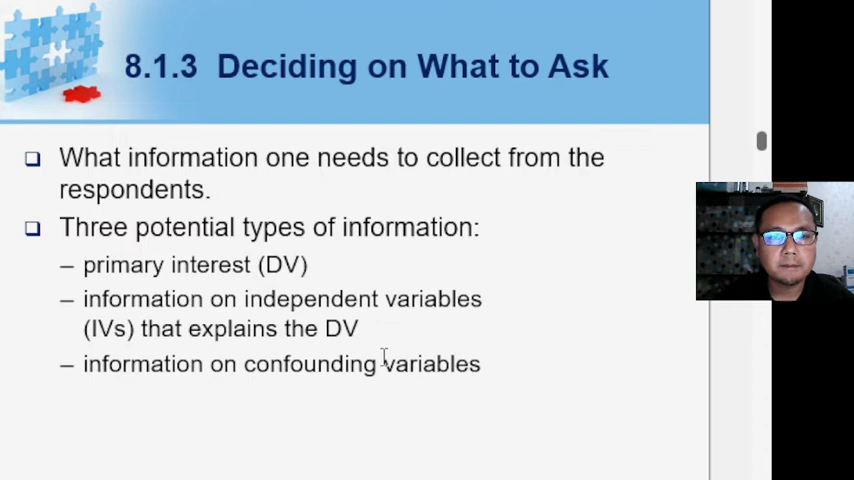 8.1.3 Deciding on What to Ask
❑ What information one needs to collect from the
respondents.
❑ Three potential types of information:
– primary interest (DV)
– information on independent variables
(IVs) that explains the DV
– information on confounding variables